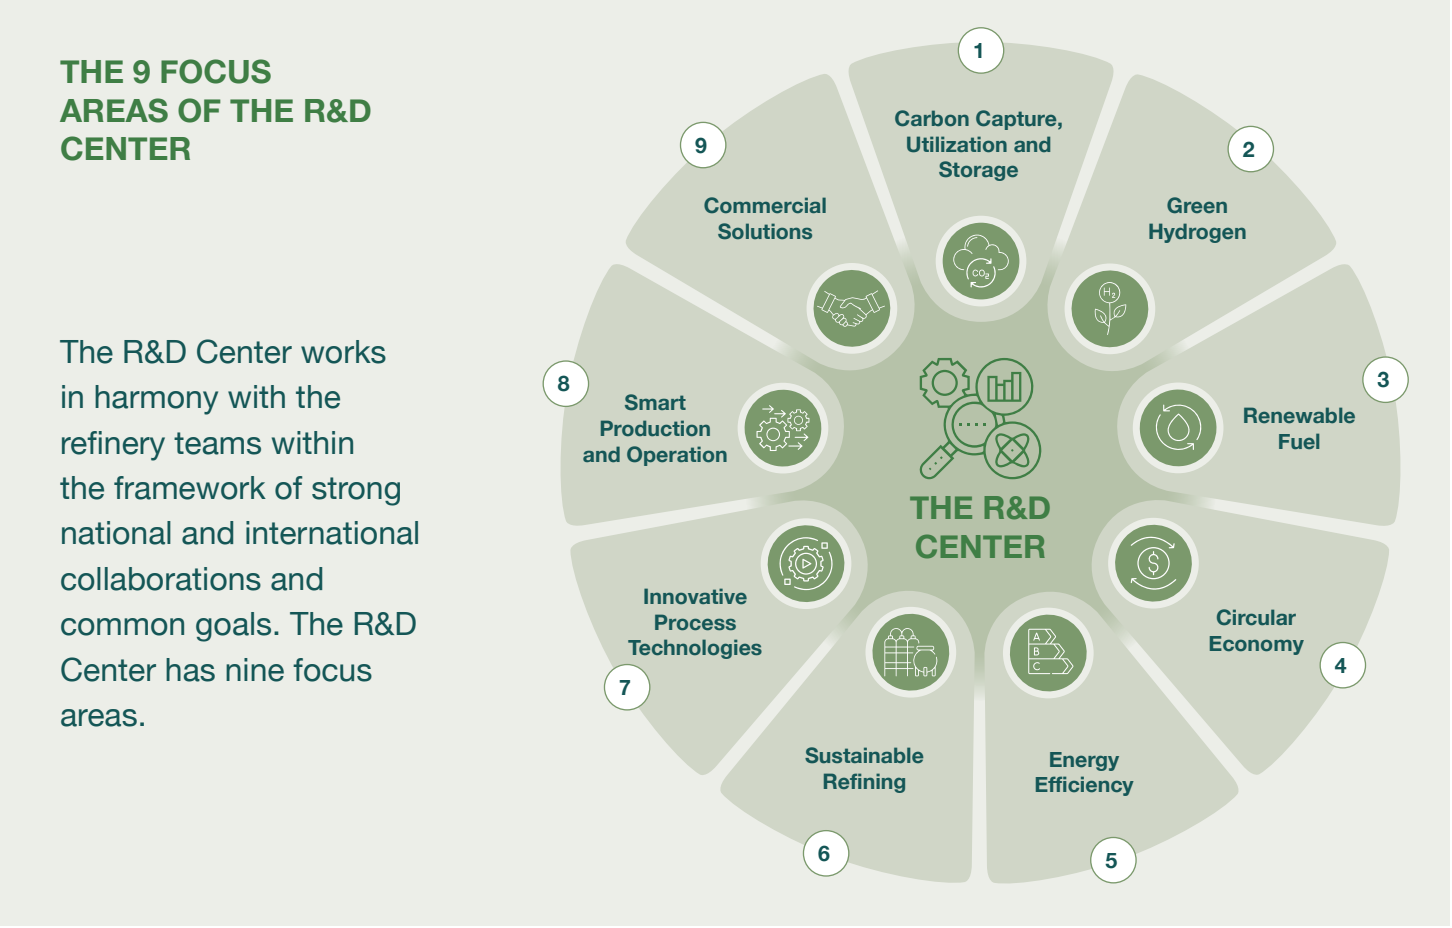 THE 9 FOCUS
AREAS OF THE R&D
CENTER
The R&D Center works
in harmony with the
refinery teams within
the framework of strong
national and international
collaborations and
common goals. The R&D
Center has nine focus
areas.
1
Carbon Capture,
Utilization and
Storage
CO2
2
Green
Hydrogen
H2
3
Renewable
Fuel
4
Circular
Economy
$
5
Energy
Efficiency
A
B
C
6
Sustainable
Refining
7
Innovative
Process
Technologies
8
Smart
Production
and Operation
9
Commercial
Solutions
THE R&D
CENTER